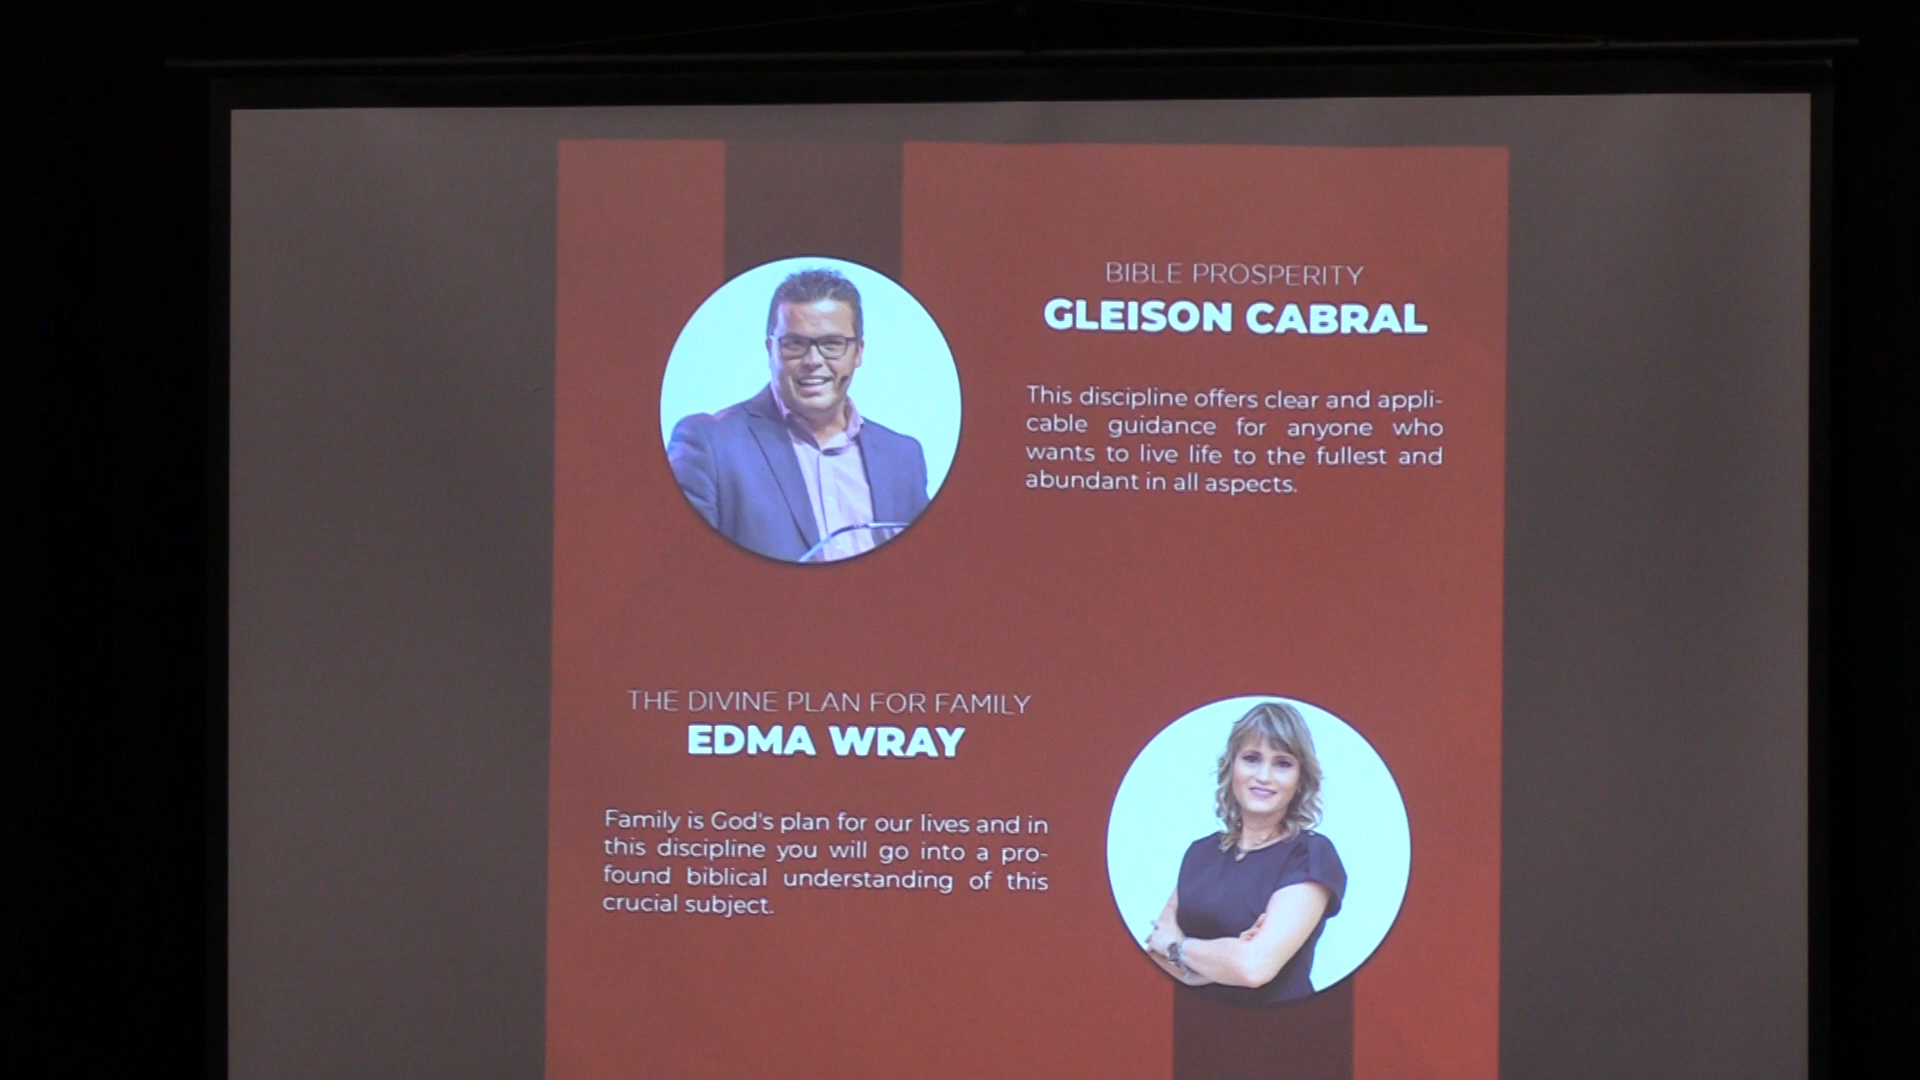 BIBLE PROSPERITY
GLEISON CABRAL
This discipline offers clear and appli-
cable guidance for anyone who
wants to live life to the fullest and
abundant in all aspects.
THE DIVINE PLAN FOR FAMILY
EDMA WRAY
Family is God's plan for our lives and in
this discipline you will go into a pro-
found biblical understanding of this
crucial subject.